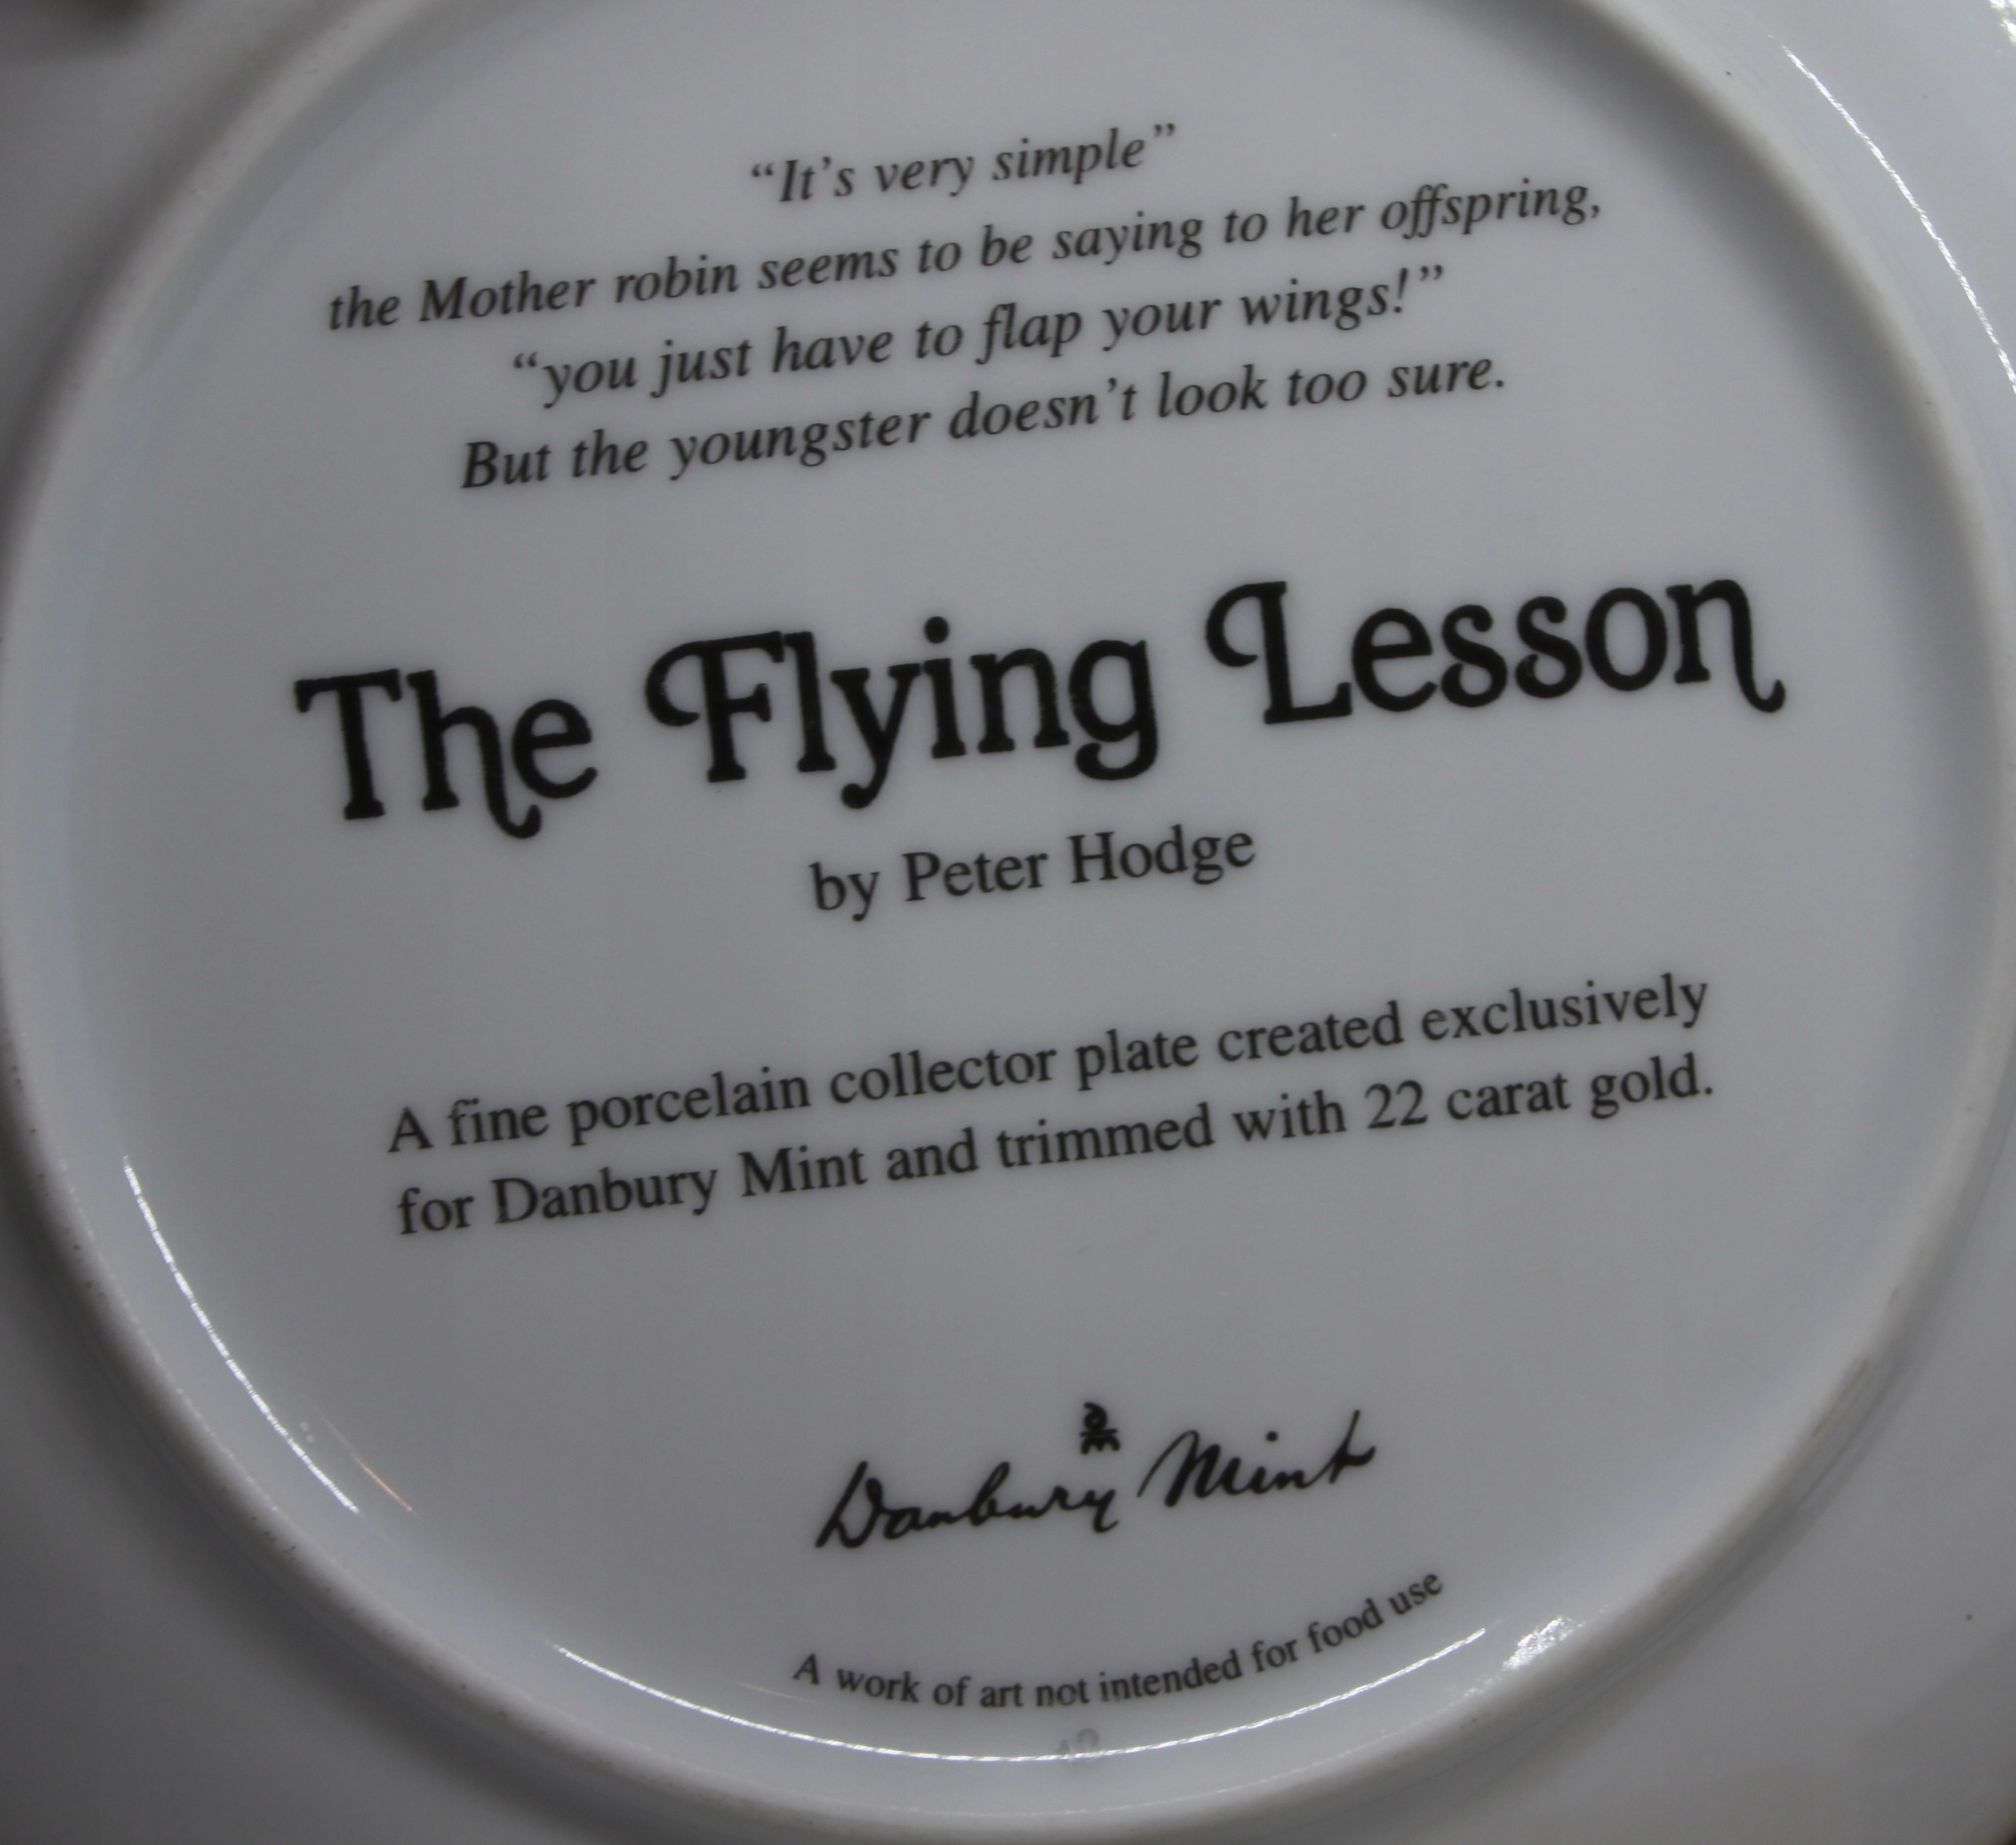 “It’s very simple”
the Mother robin seems to be saying to her offspring,
“you just have to flap your wings!”
But the youngster doesn’t look too sure.
The Flying Lesson
by Peter Hodge
A fine porcelain collector plate created exclusively
for Danbury Mint and trimmed with 22 carat gold.
Danbury Mint
A work of art not intended for food use